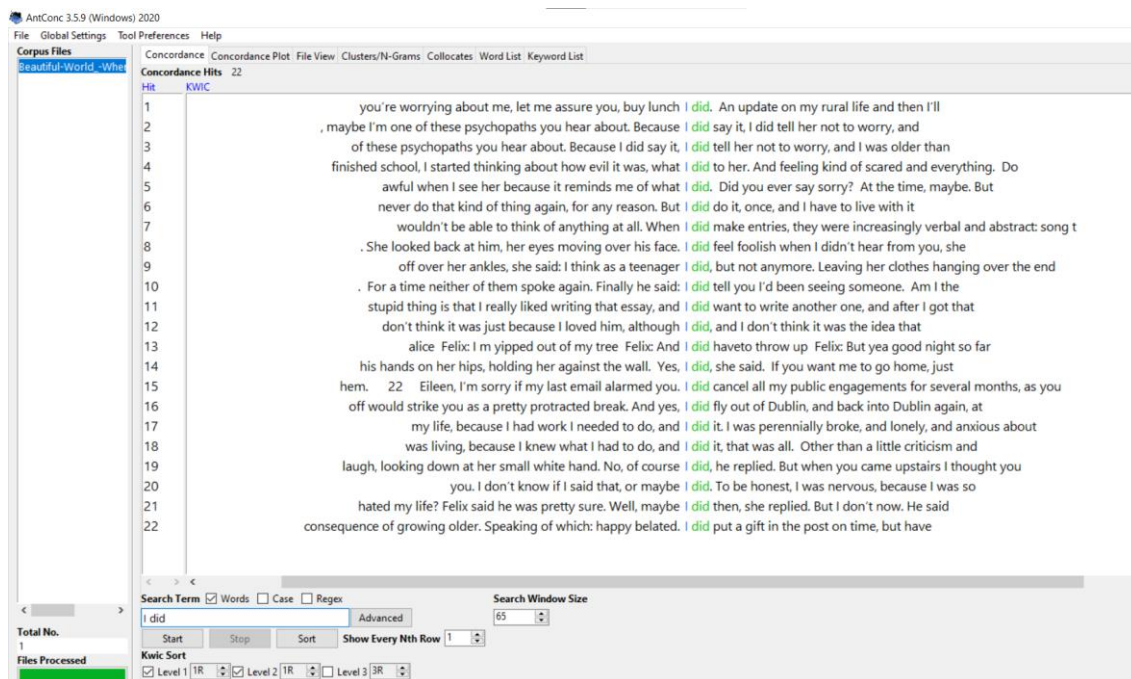 AntConc 3.5.9 (Windows) 2020
File Global Settings Tool Preferences Help
Corpus Files
Beautiful-World_-Wher
Concordance Concordance Plot File View Clusters/N-Grams Collocates Word List Keyword List
Concordance Hits 22
Hit KWIC
1 you're worrying about me, let me assure you, buy lunch I did. An update on my rural life and then I'll
2 , maybe I'm one of these psychopaths you hear about. Because I did say it, I did tell her not to worry, and
3 of these psychopaths you hear about. Because I did say it, I did tell her not to worry, and I was older than
4 finished school, I started thinking about how evil it was, what I did to her. And feeling kind of scared and everything. Do
5 awful when I see her because it reminds me of what I did. Did you ever say sorry? At the time, maybe. But
6 never do that kind of thing again, for any reason. But I did do it, once, and I have to live with it
7 wouldn't be able to think of anything at all. When I did make entries, they were increasingly verbal and abstract: song t
8 . She looked back at him, her eyes moving over his face. I did feel foolish when I didn't hear from you, she
9 off over her ankles, she said: I think as a teenager I did, but not anymore. Leaving her clothes hanging over the end
10 . For a time neither of them spoke again. Finally he said: I did tell you I'd been seeing someone. Am I the
11 stupid thing is that I really liked writing that essay, and I did want to write another one, and after I got that
12 don't think it was just because I loved him, although I did, and I don't think it was the idea that
13 alice Felix: I m yipped out of my tree Felix: And I did haveto throw up Felix: But yea good night so far
14 his hands on her hips, holding her against the wall. Yes, I did, she said. If you want me to go home, just
15 hem. 22 Eileen, I'm sorry if my last email alarmed you. I did cancel all my public engagements for several months, as you
16 off would strike you as a pretty protracted break. And yes, I did fly out of Dublin, and back into Dublin again, at
17 my life, because I had work I needed to do, and I did it. I was perennially broke, and lonely, and anxious about
18 was living, because I knew what I had to do, and I did it, that was all. Other than a little criticism and
19 laugh, looking down at her small white hand. No, of course I did, he replied. But when you came upstairs I thought you
20 you. I don't know if I said that, or maybe I did. To be honest, I was nervous, because I was so
21 hated my life? Felix said he was pretty sure. Well, maybe I did then, she replied. But I don't now. He said
22 consequence of growing older. Speaking of which: happy belated. I did put a gift in the post on time, but have
Search Term Words Case Regex Search Window Size
I did Advanced 65
Total No.
1
Start Stop Sort Show Every Nth Row 1
Files Processed
Kwic Sort
Level 1 1R Level 2 1R Level 3 3R